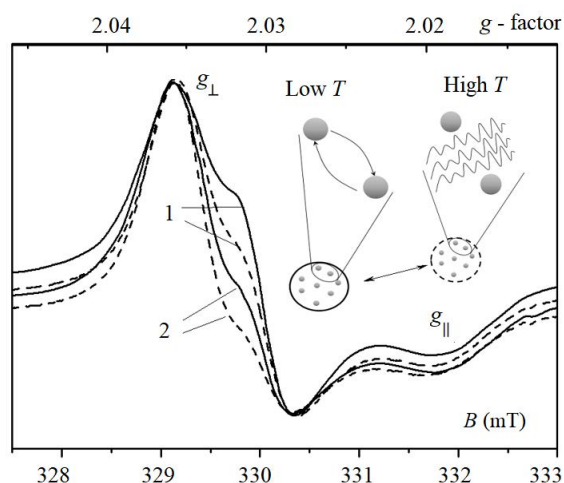 2.04 2.03 2.02 g - factor
g⊥
Low T
High T
1
2
g||
B (mT)
328 329 330 331 332 333